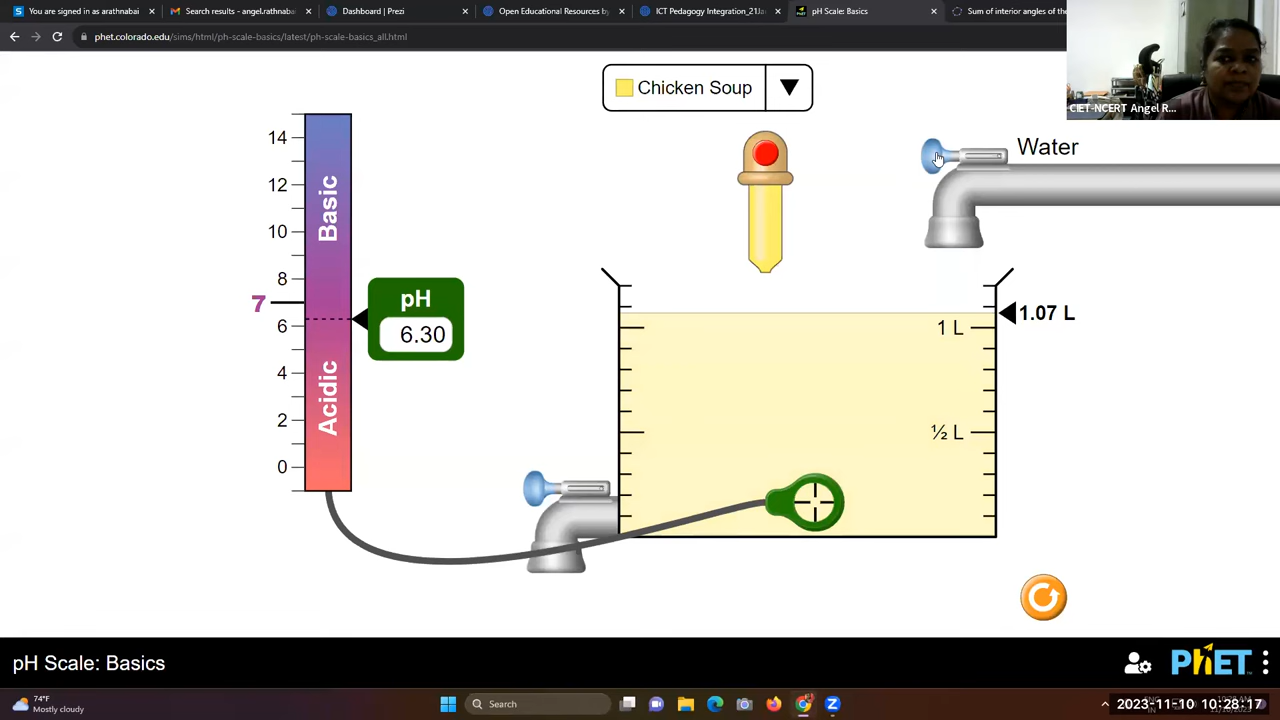 You are signed in as arathnabai
Search results - angel.rathnabai
Dashboard | Prezi
Open Educational Resources by
ICT Pedagogy Integration_21Jan
pH Scale: Basics
Sum of interior angles of the
phet.colorado.edu/sims/html/ph-scale-basics/latest/ph-scale-basics_all.html
CIET-NCERT Angel R...
Chicken Soup
Water
14
12
10
8
7
6
4
2
0
Basic
Acidic
pH
6.30
1.07 L
1 L
½ L
pH Scale: Basics
PhET
74°F
Mostly cloudy
Search
2023-11-10 10:28:17